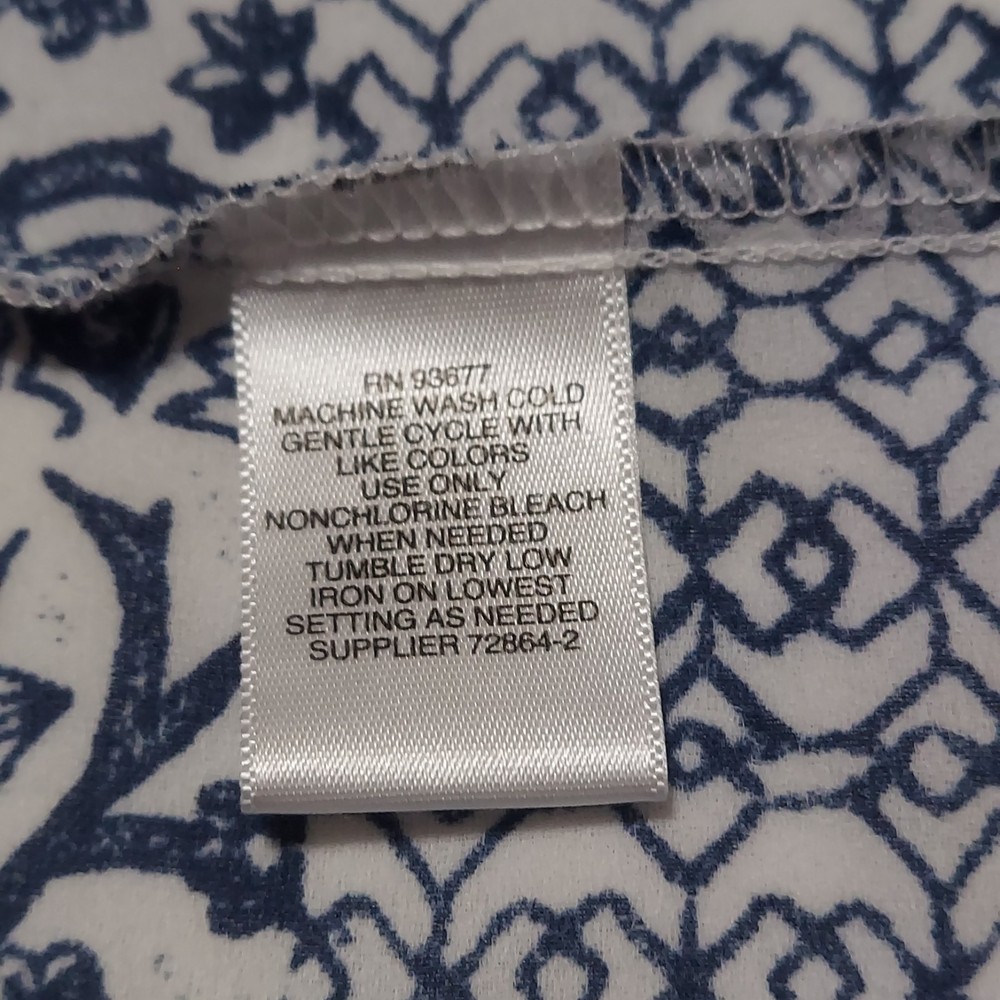 RN 93677
MACHINE WASH COLD
GENTLE CYCLE WITH
LIKE COLORS
USE ONLY
NONCHLORINE BLEACH
WHEN NEEDED
TUMBLE DRY LOW
IRON ON LOWEST
SETTING AS NEEDED
SUPPLIER 72864-2